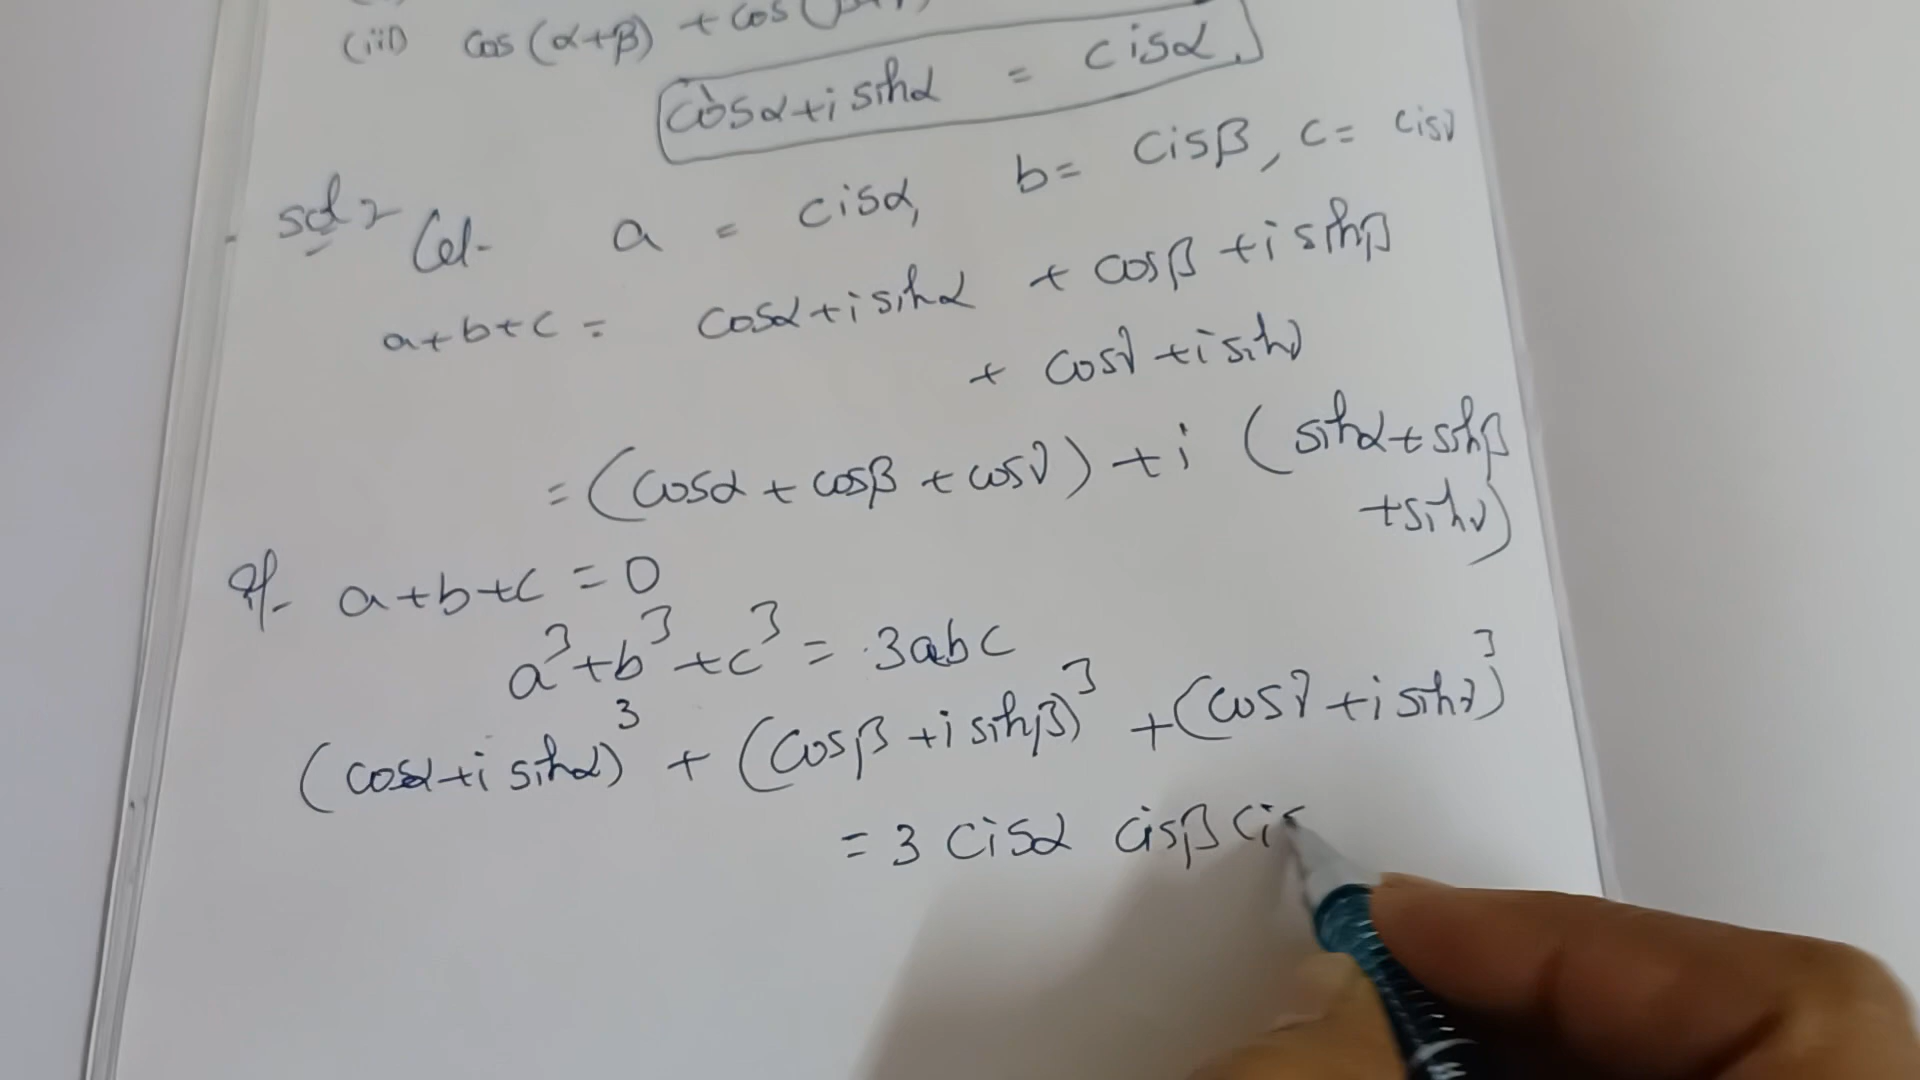 (iii) cos(α+β) + cos(
cosα+i sinα = cisα.
sol> Let a = cisα, b= cisβ, c= cisγ
a+b+c = cosα+i sinα + cosβ+i sinβ
+ cosγ+i sinγ
=(cosα + cosβ + cosγ) + i (sinα+sinβ
+sinγ)
If a+b+c = 0
a³+b³+c³ = 3abc
(cosα+i sinα)³ + (cosβ+i sinβ)³ +(cosγ+i sinγ)³
= 3 cisα cisβ cis